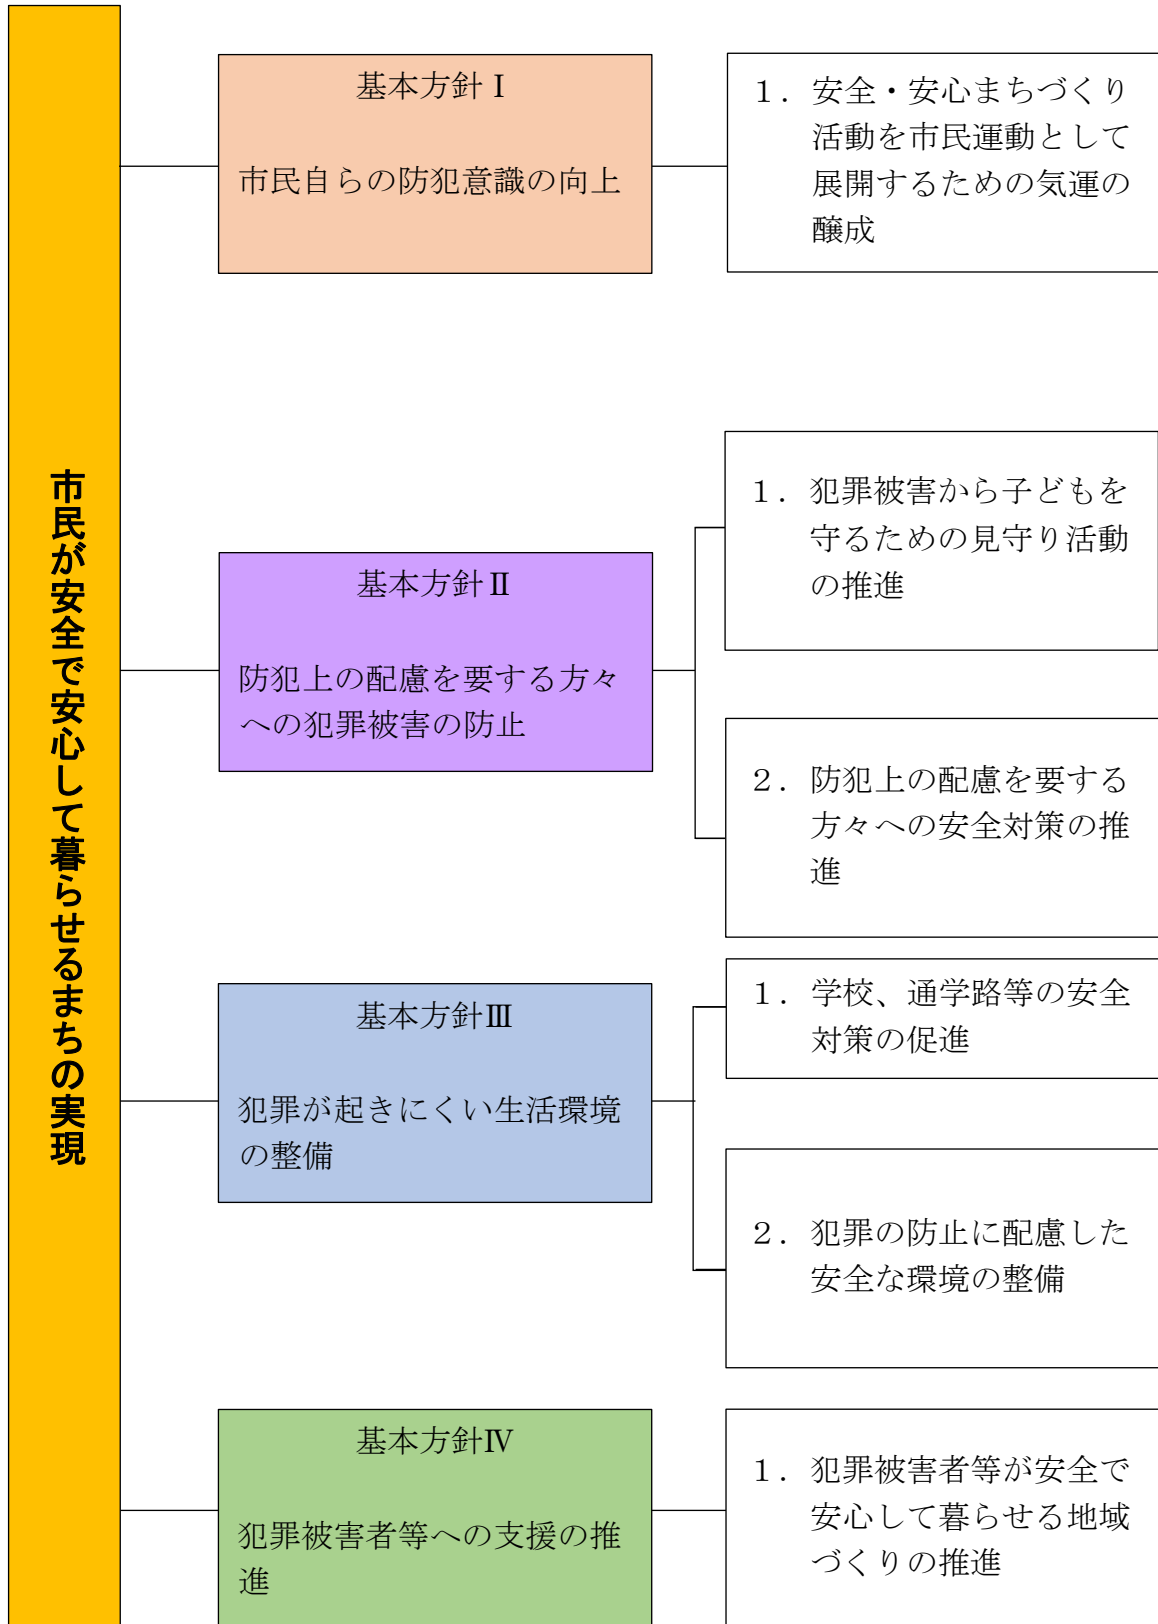 市民が安全で安心して暮らせるまちの実現
基本方針Ⅰ
市民自らの防犯意識の向上
１．安全・安心まちづくり
活動を市民運動として
展開するための気運の
醸成
基本方針Ⅱ
防犯上の配慮を要する方々
への犯罪被害の防止
１．犯罪被害から子どもを
守るための見守り活動
の推進
２．防犯上の配慮を要する
方々への安全対策の推
進
基本方針Ⅲ
犯罪が起きにくい生活環境
の整備
１．学校、通学路等の安全
対策の促進
２．犯罪の防止に配慮した
安全な環境の整備
基本方針Ⅳ
犯罪被害者等への支援の推
進
１．犯罪被害者等が安全で
安心して暮らせる地域
づくりの推進